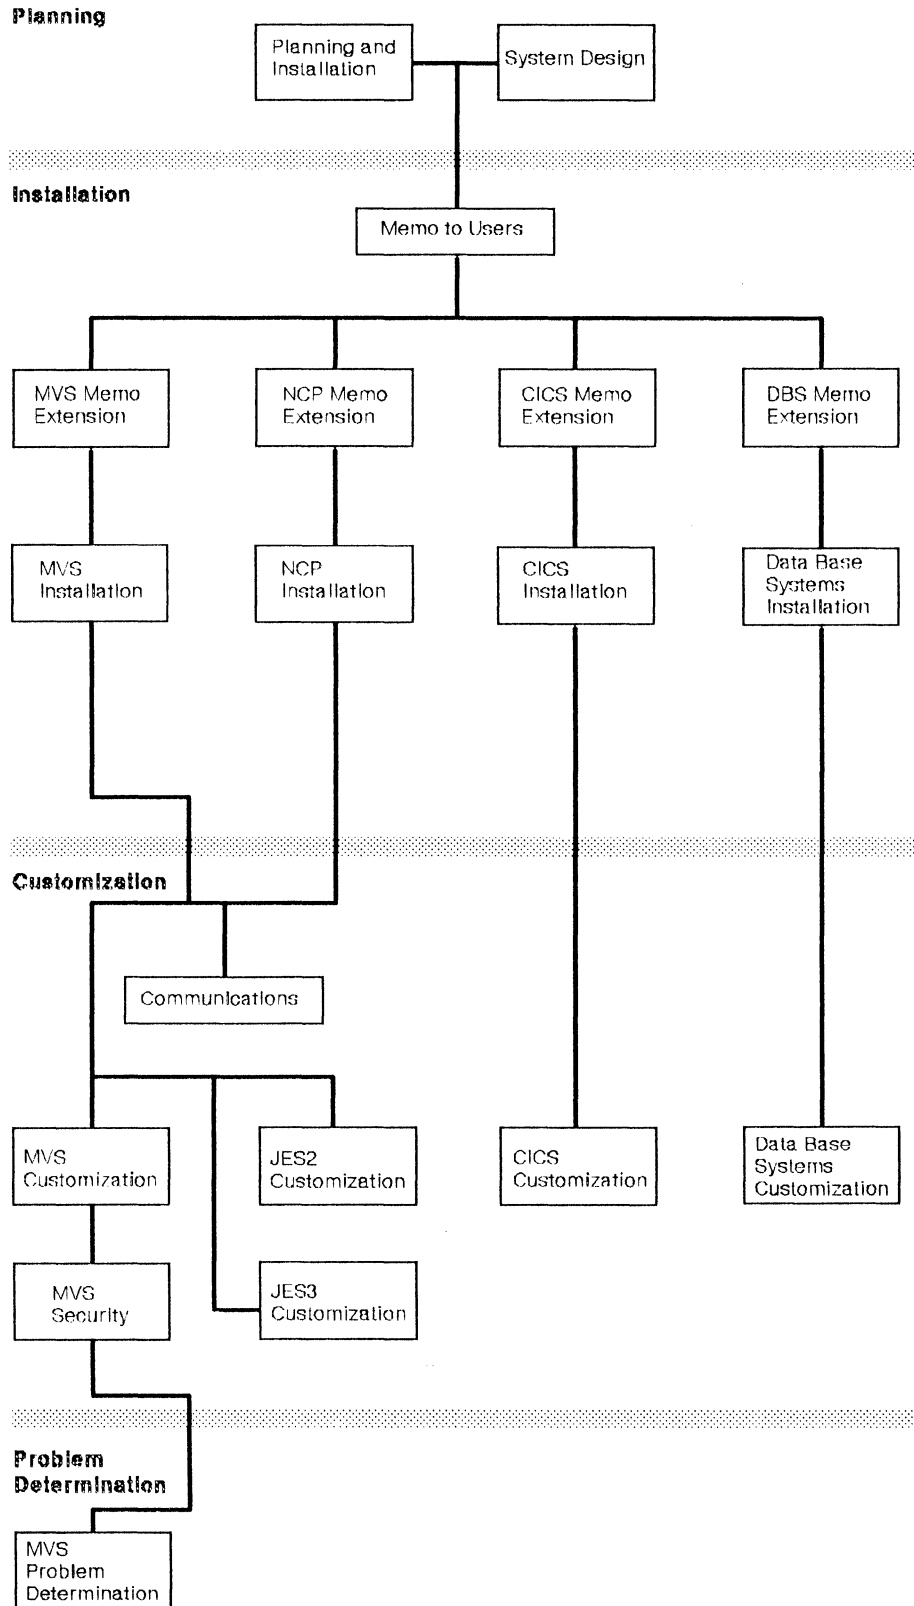 Planning
Planning and
Installation
System Design
Installation
Memo to Users
MVS Memo
Extension
NCP Memo
Extension
CICS Memo
Extension
DBS Memo
Extension
MVS
Installation
NCP
Installation
CICS
Installation
Data Base
Systems
Installation
Customization
Communications
MVS
Customization
JES2
Customization
CICS
Customization
Data Base
Systems
Customization
MVS
Security
JES3
Customization
Problem
Determination
MVS
Problem
Determination